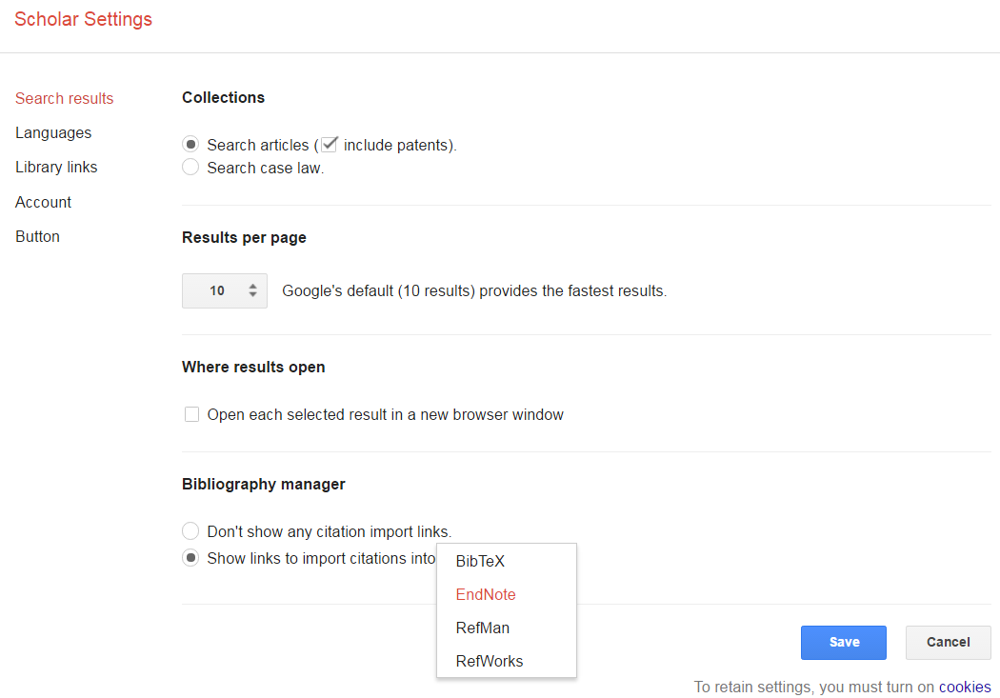 Scholar Settings
Search results
Languages
Library links
Account
Button
Collections
Search articles ( include patents).
Search case law.
Results per page
10 Google's default (10 results) provides the fastest results.
Where results open
Open each selected result in a new browser window
Bibliography manager
Don't show any citation import links.
Show links to import citations into
BibTeX
EndNote
RefMan
RefWorks
Save Cancel
To retain settings, you must turn on cookies